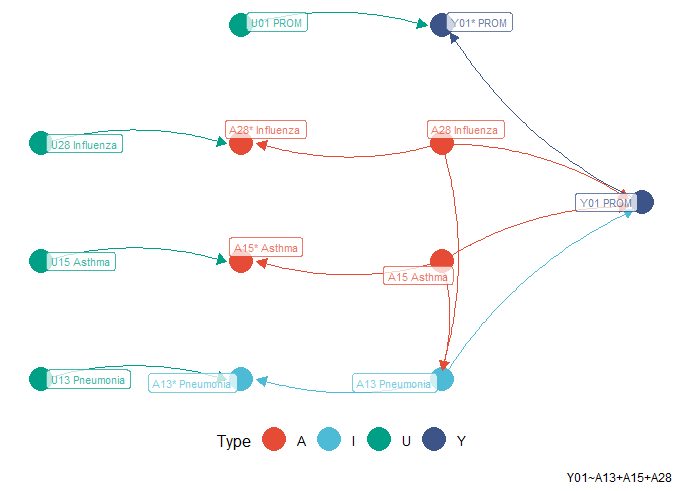 U01 PROM
Y01* PROM
A28* Influenza
A28 Influenza
U28 Influenza
Y01 PROM
A15* Asthma
U15 Asthma
A15 Asthma
U13 Pneumonia
A13* Pneumonia
A13 Pneumonia
Type A I U Y
Y01~A13+A15+A28